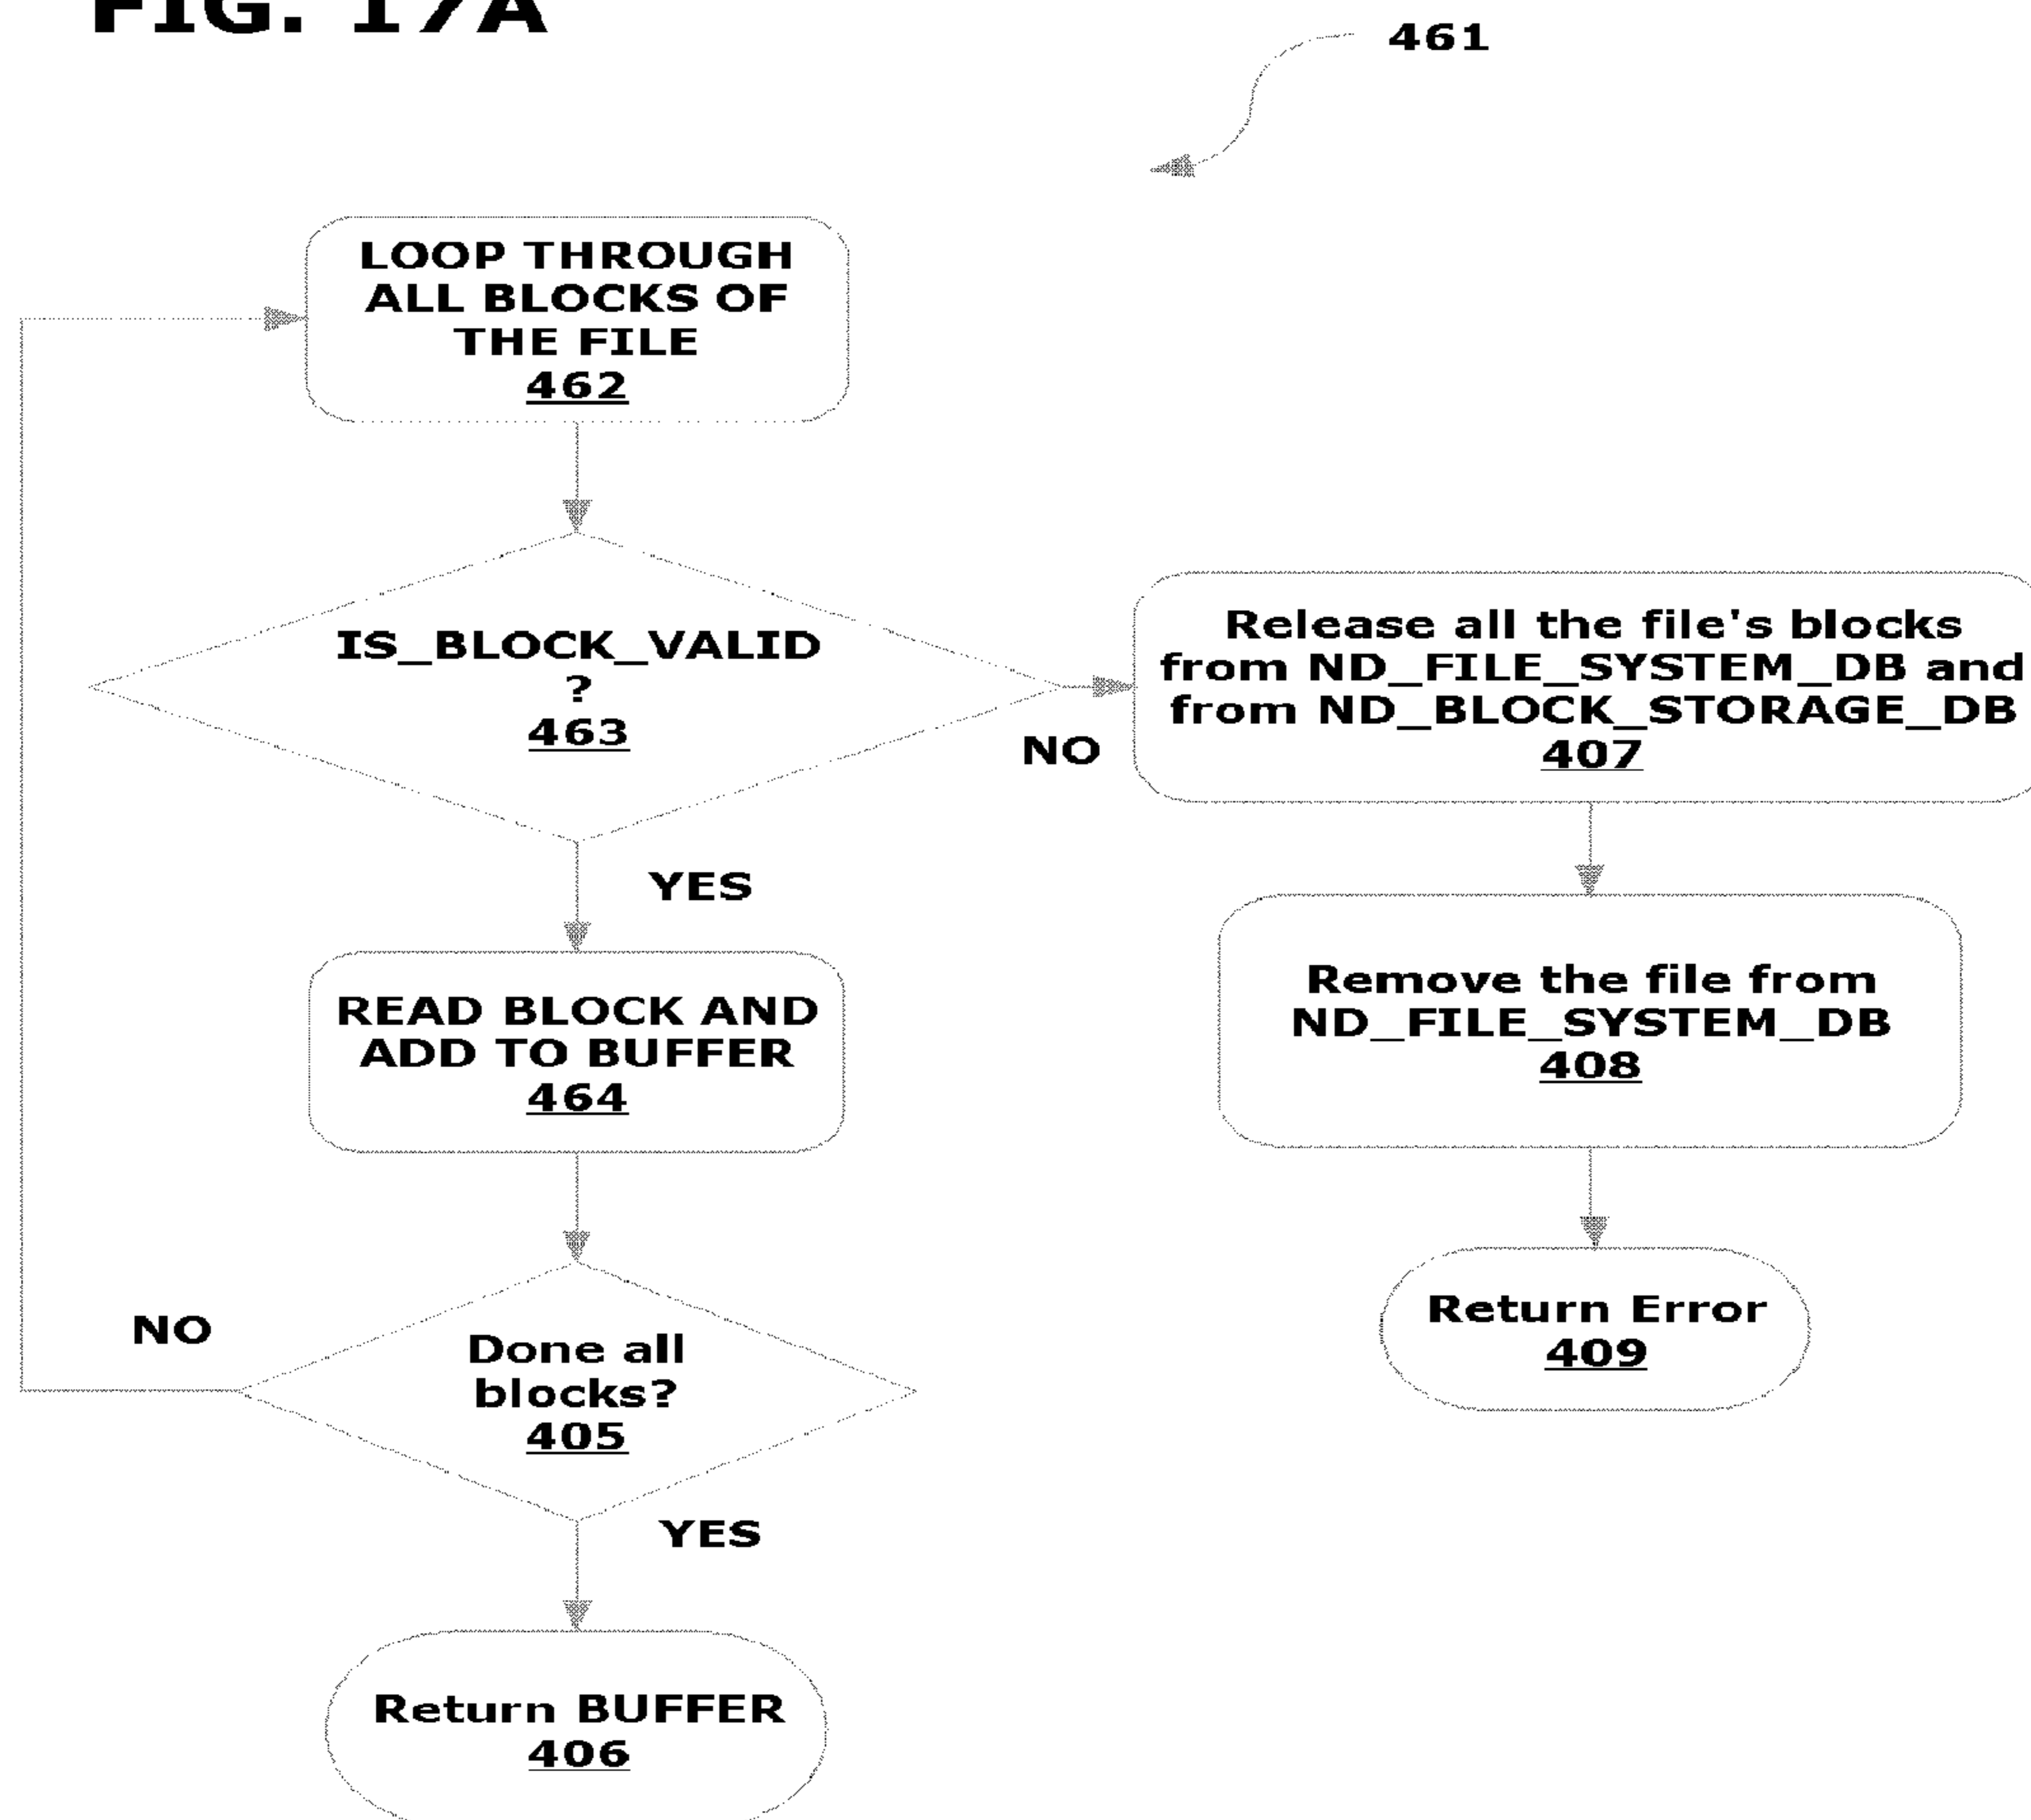 FIG. 17A
461
LOOP THROUGH
ALL BLOCKS OF
THE FILE
462
IS_BLOCK_VALID
?
463
NO
Release all the file's blocks
from ND_FILE_SYSTEM_DB and
from ND_BLOCK_STORAGE_DB
407
YES
READ BLOCK AND
ADD TO BUFFER
464
Remove the file from
ND_FILE_SYSTEM_DB
408
NO
Done all
blocks?
405
Return Error
409
YES
Return BUFFER
406